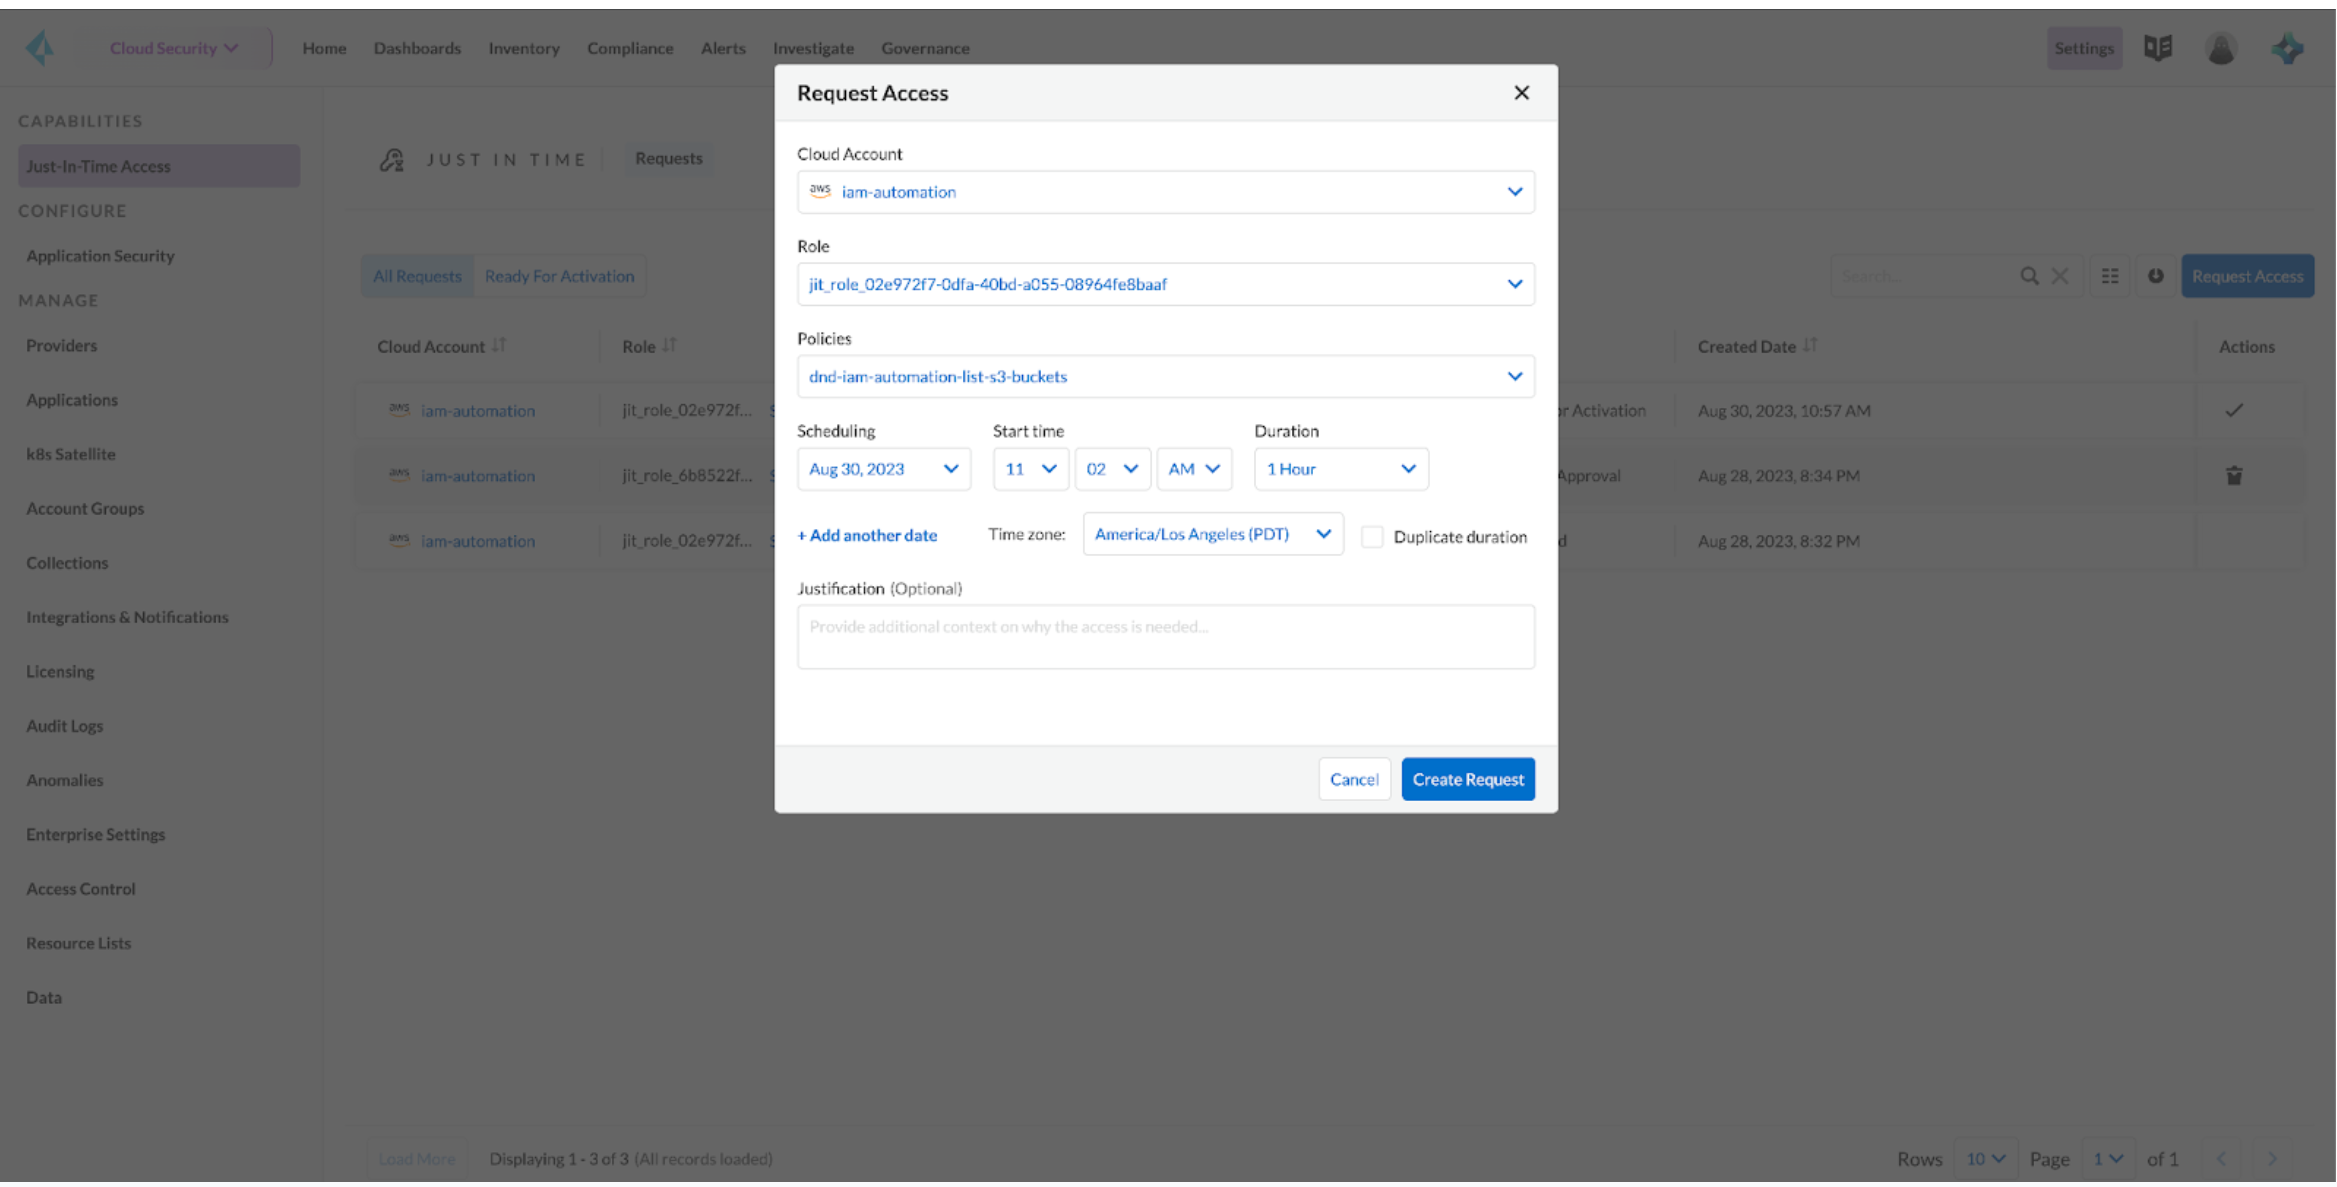 Cloud Security Home Dashboards Inventory Compliance Alerts Investigate Governance Settings
Request Access
CAPABILITIES
Just-In-Time Access
CONFIGURE
Application Security
MANAGE
Providers
Applications
k8s Satellite
Account Groups
Collections
Integrations & Notifications
Licensing
Audit Logs
Anomalies
Enterprise Settings
Access Control
Resource Lists
Data
JUST IN TIME Requests
All Requests Ready For Activation Search... Request Access
Cloud Account Role Created Date Actions
aws iam-automation jit_role_02e972f... or Activation Aug 30, 2023, 10:57 AM
aws iam-automation jit_role_6b8522f... Approval Aug 28, 2023, 8:34 PM
aws iam-automation jit_role_02e972f... d Aug 28, 2023, 8:32 PM
Cloud Account
aws iam-automation
Role
jit_role_02e972f7-0dfa-40bd-a055-08964fe8baaf
Policies
dnd-iam-automation-list-s3-buckets
Scheduling Start time Duration
Aug 30, 2023 11 02 AM 1 Hour
+ Add another date Time zone: America/Los Angeles (PDT) Duplicate duration
Justification (Optional)
Provide additional context on why the access is needed...
Cancel Create Request
Load More Displaying 1 - 3 of 3 (All records loaded) Rows 10 Page 1 of 1